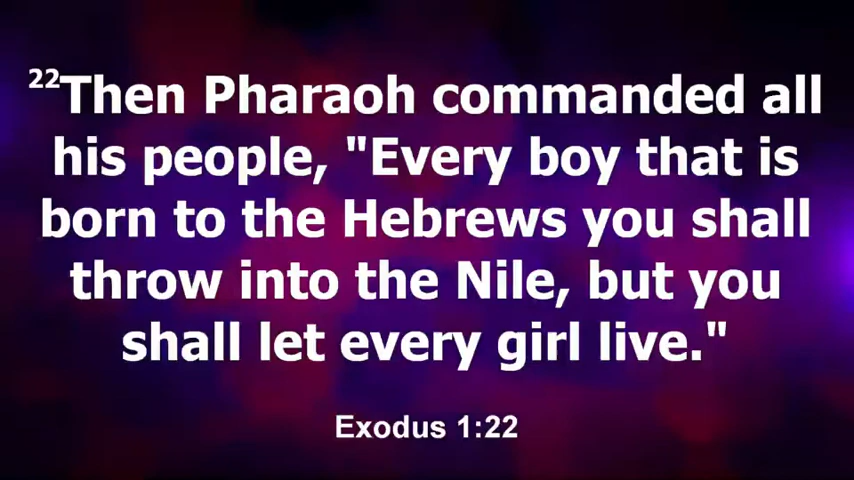 22Then Pharaoh commanded all
his people, "Every boy that is
born to the Hebrews you shall
throw into the Nile, but you
shall let every girl live."
Exodus 1:22